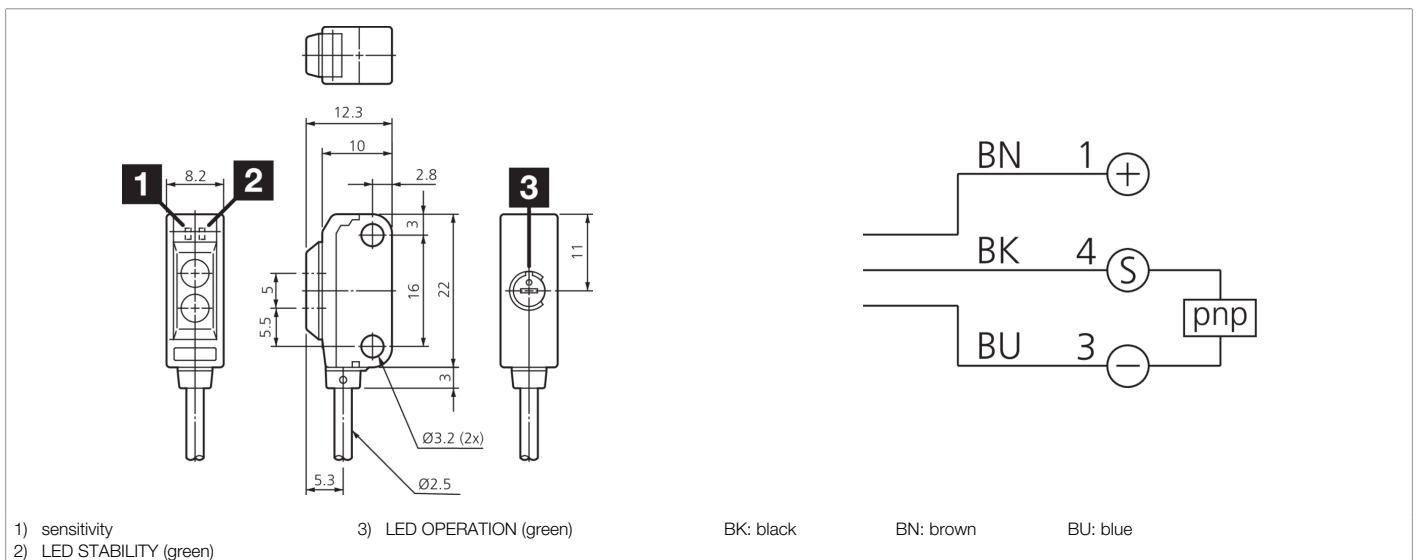 12.3
10
2.8
1
8.2
2
3
3
11
5
16
22
5.5
3
Ø3.2 (2x)
5.3
Ø2.5
BN 1
+
BK 4
S
pnp
BU 3
−
1) sensitivity
3) LED OPERATION (green)
BK: black
BN: brown
BU: blue
2) LED STABILITY (green)